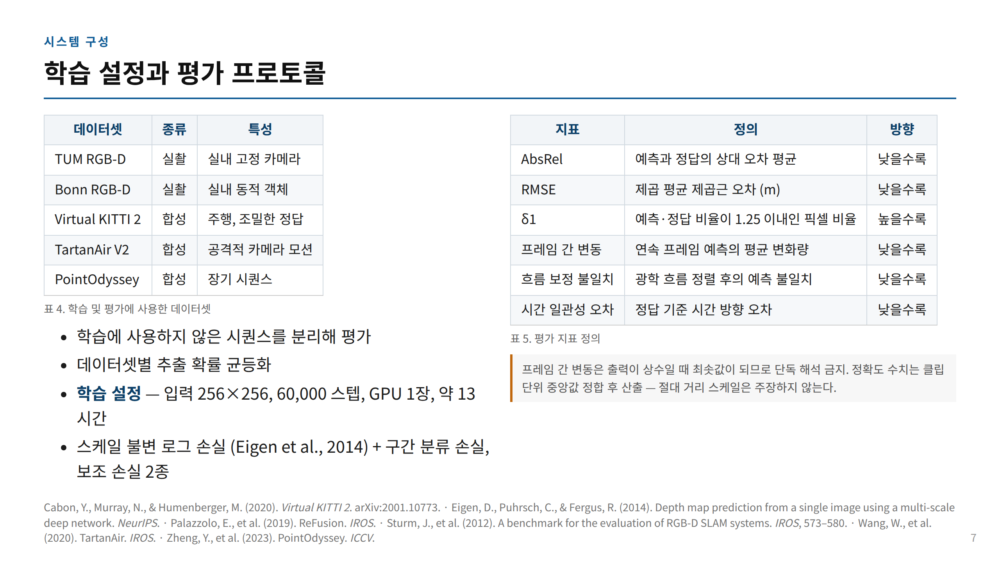 시스템 구성
학습 설정과 평가 프로토콜
데이터셋 종류 특성
TUM RGB-D 실촬 실내 고정 카메라
Bonn RGB-D 실촬 실내 동적 객체
Virtual KITTI 2 합성 주행, 조밀한 정답
TartanAir V2 합성 공격적 카메라 모션
PointOdyssey 합성 장기 시퀀스
표 4. 학습 및 평가에 사용한 데이터셋
• 학습에 사용하지 않은 시퀀스를 분리해 평가
• 데이터셋별 추출 확률 균등화
• 학습 설정 — 입력 256×256, 60,000 스텝, GPU 1장, 약 13
시간
• 스케일 불변 로그 손실 (Eigen et al., 2014) + 구간 분류 손실,
보조 손실 2종
지표 정의 방향
AbsRel 예측과 정답의 상대 오차 평균 낮을수록
RMSE 제곱 평균 제곱근 오차 (m) 낮을수록
δ1 예측·정답 비율이 1.25 이내인 픽셀 비율 높을수록
프레임 간 변동 연속 프레임 예측의 평균 변화량 낮을수록
흐름 보정 불일치 광학 흐름 정렬 후의 예측 불일치 낮을수록
시간 일관성 오차 정답 기준 시간 방향 오차 낮을수록
표 5. 평가 지표 정의
프레임 간 변동은 출력이 상수일 때 최솟값이 되므로 단독 해석 금지. 정확도 수치는 클립
단위 중앙값 정합 후 산출 — 절대 거리 스케일은 주장하지 않는다.
Cabon, Y., Murray, N., & Humenberger, M. (2020). Virtual KITTI 2. arXiv:2001.10773. · Eigen, D., Puhrsch, C., & Fergus, R. (2014). Depth map prediction from a single image using a multi-scale
deep network. NeurIPS. · Palazzolo, E., et al. (2019). ReFusion. IROS. · Sturm, J., et al. (2012). A benchmark for the evaluation of RGB-D SLAM systems. IROS, 573–580. · Wang, W., et al.
(2020). TartanAir. IROS. · Zheng, Y., et al. (2023). PointOdyssey. ICCV.
7